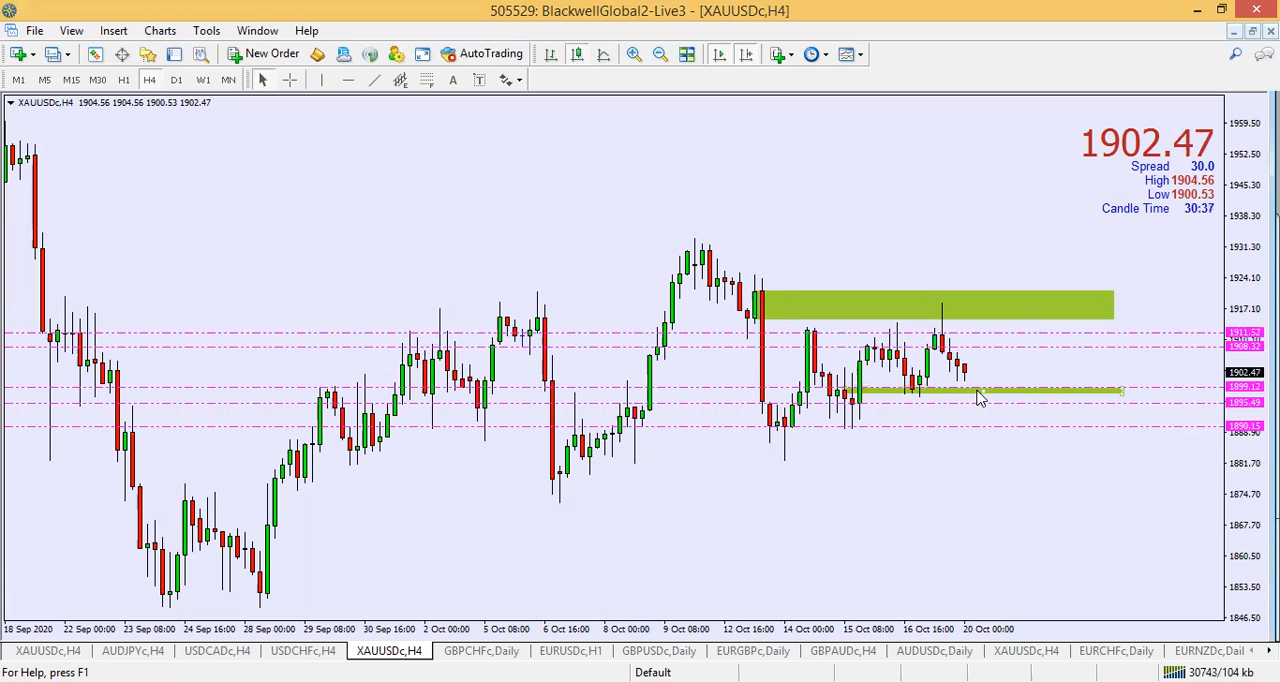 505529: BlackwellGlobal2-Live3 - [XAUUSDc,H4]
File View Insert Charts Tools Window Help
New Order AutoTrading
M1 M5 M15 M30 H1 H4 D1 W1 MN A T
XAUUSDc,H4 1904.56 1904.56 1900.53 1902.47
1902.47
Spread 30.0
High 1904.56
Low 1900.53
Candle Time 30:37
1959.50
1952.50
1945.30
1938.30
1931.30
1924.10
1917.10
1911.52
1908.32
1902.47
1899.12
1895.49
1890.15
1888.90
1881.70
1874.70
1867.70
1860.50
1853.50
1846.50
18 Sep 2020 22 Sep 00:00 23 Sep 08:00 24 Sep 16:00 28 Sep 00:00 29 Sep 08:00 30 Sep 16:00 2 Oct 00:00 5 Oct 08:00 6 Oct 16:00 8 Oct 00:00 9 Oct 08:00 12 Oct 16:00 14 Oct 00:00 15 Oct 08:00 16 Oct 16:00 20 Oct 00:00
XAUUSDc,H4 AUDJPYc,H4 USDCADc,H4 USDCHFc,H4 XAUUSDc,H4 GBPCHFc,Daily EURUSDc,H1 GBPUSDc,Daily EURGBPc,Daily GBPAUDc,H4 AUDUSDc,Daily XAUUSDc,H4 EURCHFc,Daily EURNZDc,Dail
For Help, press F1 Default 30743/104 kb